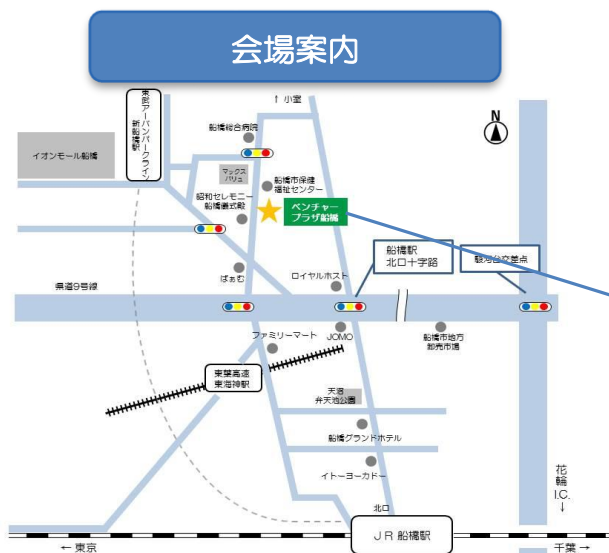 会場案内
↑ 小室
N
東武アーバンパークライン
新船橋駅
船橋総合病院
イオンモール船橋
マックス
バリュ
船橋市保健
福祉センター
昭和セレモニー
船橋儀式殿
ベンチャー
プラザ船橋
船橋駅
北口十字路
駿河台交差点
ばぁむ
ロイヤルホスト
県道9号線
ファミリーマート
JOMO
船橋市地方
卸売市場
東葉高速
東海神駅
天沼
弁天池公園
船橋グランドホテル
イトーヨーカドー
花輪
I.C.
↓
北口
JR 船橋駅
← 東京
千葉 →